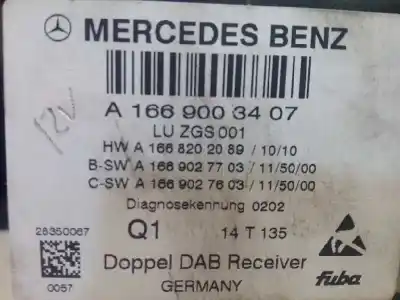 MERCEDES BENZ
A 166 900 34 07
LU ZGS 001
HW A 166 820 20 89 / 10/10
B-SW A 166 902 77 03 / 11/50/00
C-SW A 166 902 76 03 / 11/50/00
Diagnosekennung 0202
28350067
Q1
14 T 135
Doppel DAB Receiver
0057
GERMANY
fuba
12V